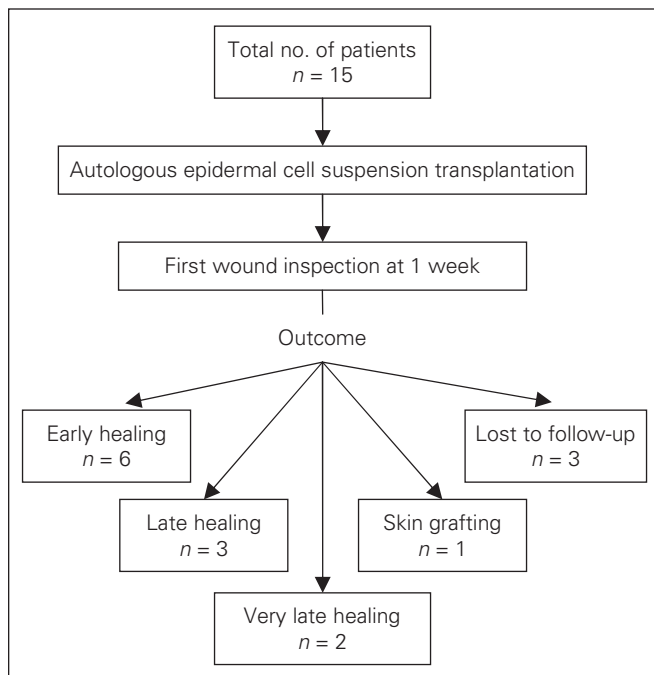 Total no. of patients
n = 15
Autologous epidermal cell suspension transplantation
First wound inspection at 1 week
Outcome
Early healing
n = 6
Lost to follow-up
n = 3
Late healing
n = 3
Skin grafting
n = 1
Very late healing
n = 2